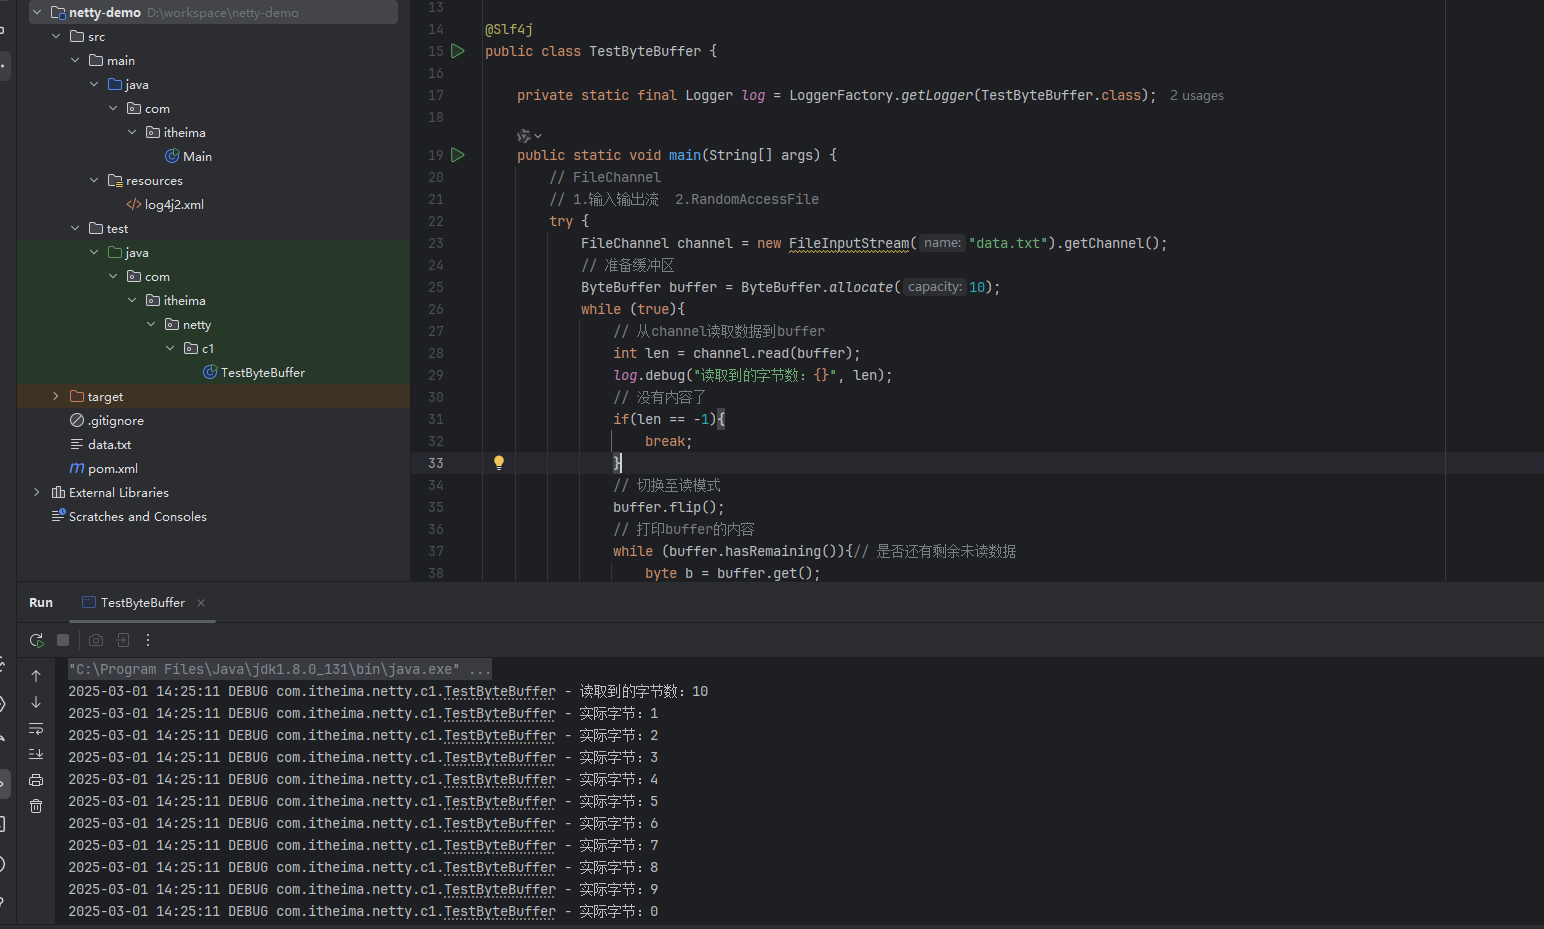 netty-demo D:\workspace\netty-demo
src
main
java
com
itheima
Main
resources
log4j2.xml
test
java
com
itheima
netty
c1
TestByteBuffer
target
.gitignore
data.txt
pom.xml
External Libraries
Scratches and Consoles
13
14 @Slf4j
15 public class TestByteBuffer {
16
17 private static final Logger log = LoggerFactory.getLogger(TestByteBuffer.class); 2 usages
18
19 public static void main(String[] args) {
20 // FileChannel
21 // 1.输入输出流 2.RandomAccessFile
22 try {
23 FileChannel channel = new FileInputStream( name: "data.txt").getChannel();
24 // 准备缓冲区
25 ByteBuffer buffer = ByteBuffer.allocate( capacity: 10);
26 while (true){
27 // 从channel读取数据到buffer
28 int len = channel.read(buffer);
29 log.debug("读取到的字节数：{}", len);
30 // 没有内容了
31 if(len == -1){
32 break;
33 }
34 // 切换至读模式
35 buffer.flip();
36 // 打印buffer的内容
37 while (buffer.hasRemaining()){// 是否还有剩余未读数据
38 byte b = buffer.get();
Run TestByteBuffer
"C:\Program Files\Java\jdk1.8.0_131\bin\java.exe" ...
2025-03-01 14:25:11 DEBUG com.itheima.netty.c1.TestByteBuffer - 读取到的字节数：10
2025-03-01 14:25:11 DEBUG com.itheima.netty.c1.TestByteBuffer - 实际字节：1
2025-03-01 14:25:11 DEBUG com.itheima.netty.c1.TestByteBuffer - 实际字节：2
2025-03-01 14:25:11 DEBUG com.itheima.netty.c1.TestByteBuffer - 实际字节：3
2025-03-01 14:25:11 DEBUG com.itheima.netty.c1.TestByteBuffer - 实际字节：4
2025-03-01 14:25:11 DEBUG com.itheima.netty.c1.TestByteBuffer - 实际字节：5
2025-03-01 14:25:11 DEBUG com.itheima.netty.c1.TestByteBuffer - 实际字节：6
2025-03-01 14:25:11 DEBUG com.itheima.netty.c1.TestByteBuffer - 实际字节：7
2025-03-01 14:25:11 DEBUG com.itheima.netty.c1.TestByteBuffer - 实际字节：8
2025-03-01 14:25:11 DEBUG com.itheima.netty.c1.TestByteBuffer - 实际字节：9
2025-03-01 14:25:11 DEBUG com.itheima.netty.c1.TestByteBuffer - 实际字节：0